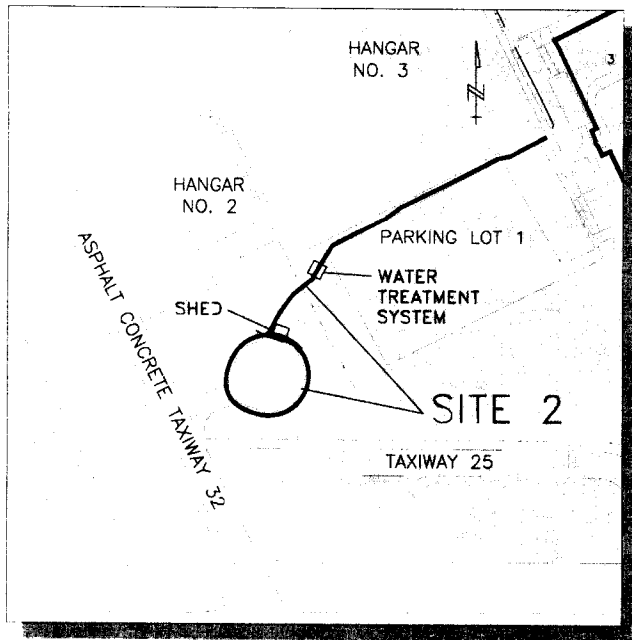 HANGAR
NO. 3
3
N
HANGAR
NO. 2
PARKING LOT 1
WATER
TREATMENT
SYSTEM
SHED
ASPHALT CONCRETE TAXIWAY 32
SITE 2
TAXIWAY 25